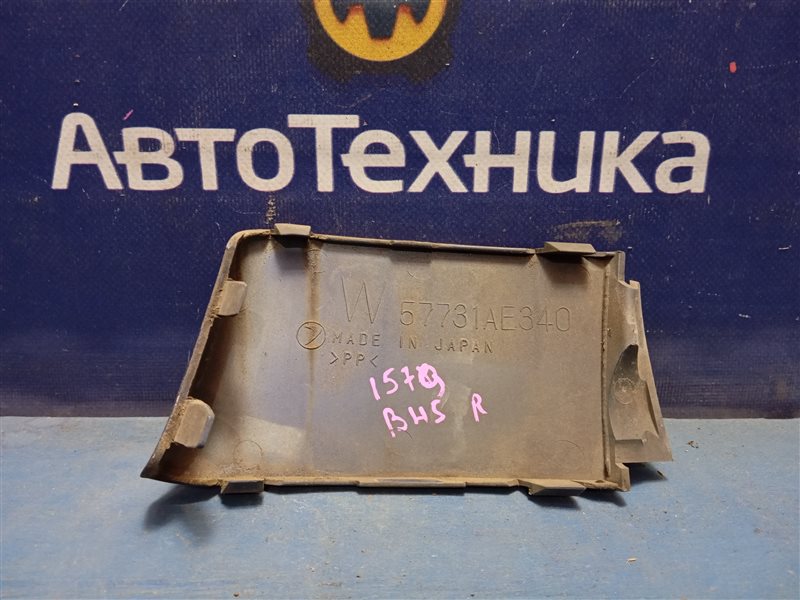 АвтоТехника
W 57731AE340
MADE IN JAPAN
>PP<
BH5 R